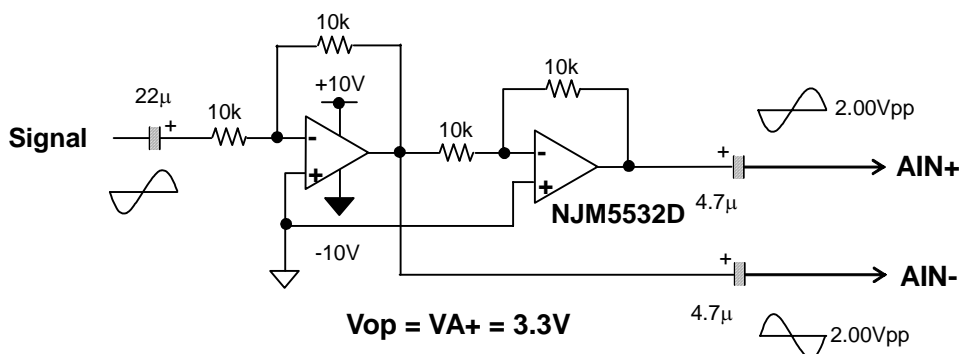 10k
10k
+10V
22µ
+
10k
10k
2.00Vpp
Signal
-
-
+
AIN+
+
+
4.7µ
NJM5532D
-10V
+
AIN-
4.7µ
2.00Vpp
Vop = VA+ = 3.3V